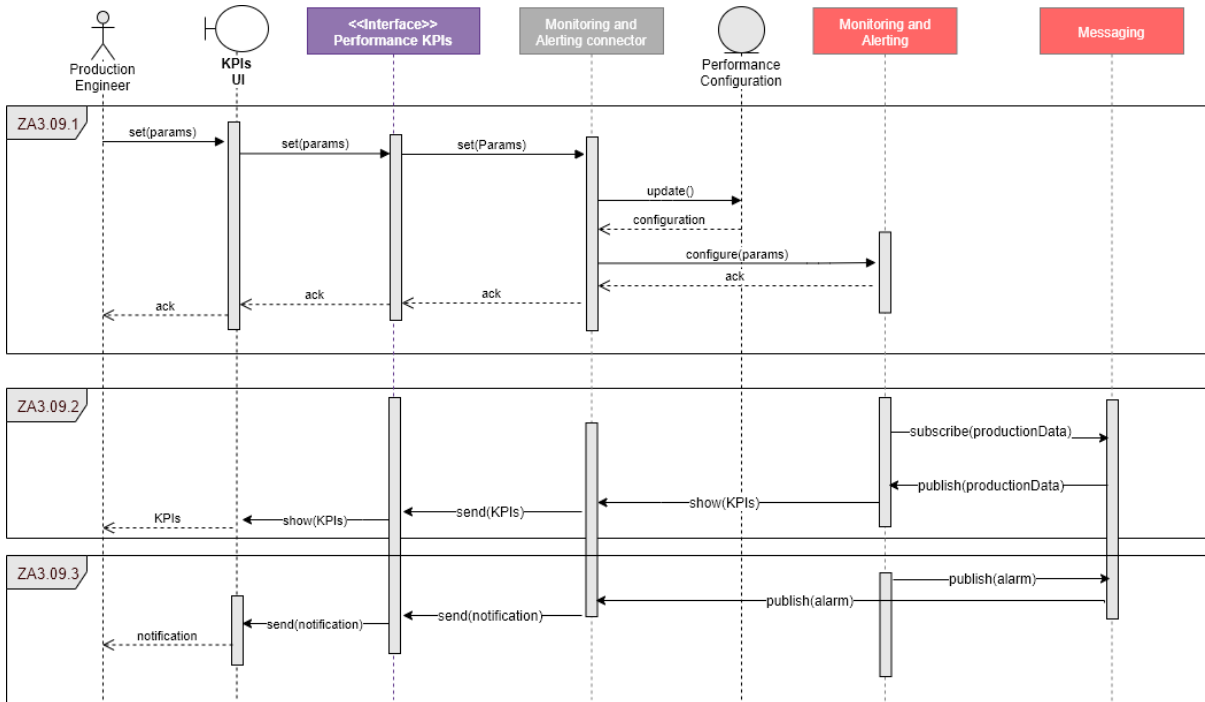 Production
Engineer
KPIs
UI
<<Interface>>
Performance KPIs
Monitoring and
Alerting connector
Performance
Configuration
Monitoring and
Alerting
Messaging
ZA3.09.1
set(params)
set(params)
set(Params)
update()
configuration
configure(params)
ack
ack
ack
ack
ZA3.09.2
subscribe(productionData)
publish(productionData)
show(KPIs)
send(KPIs)
show(KPIs)
KPIs
ZA3.09.3
publish(alarm)
publish(alarm)
send(notification)
send(notification)
notification